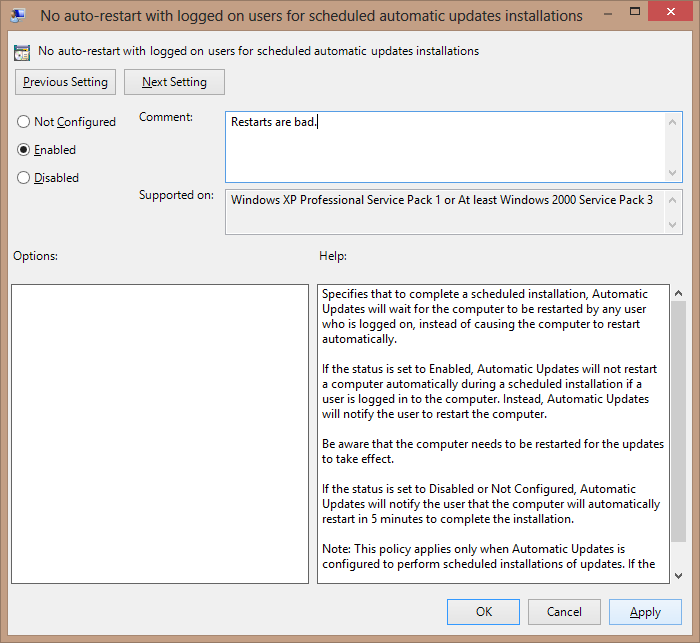 No auto-restart with logged on users for scheduled automatic updates installations
No auto-restart with logged on users for scheduled automatic updates installations
Previous Setting
Next Setting
Not Configured
Enabled
Disabled
Comment:
Restarts are bad.
Supported on:
Windows XP Professional Service Pack 1 or At least Windows 2000 Service Pack 3
Options:
Help:
Specifies that to complete a scheduled installation, Automatic
Updates will wait for the computer to be restarted by any user
who is logged on, instead of causing the computer to restart
automatically.
If the status is set to Enabled, Automatic Updates will not restart
a computer automatically during a scheduled installation if a
user is logged in to the computer. Instead, Automatic Updates
will notify the user to restart the computer.
Be aware that the computer needs to be restarted for the updates
to take effect.
If the status is set to Disabled or Not Configured, Automatic
Updates will notify the user that the computer will automatically
restart in 5 minutes to complete the installation.
Note: This policy applies only when Automatic Updates is
configured to perform scheduled installations of updates. If the
OK
Cancel
Apply